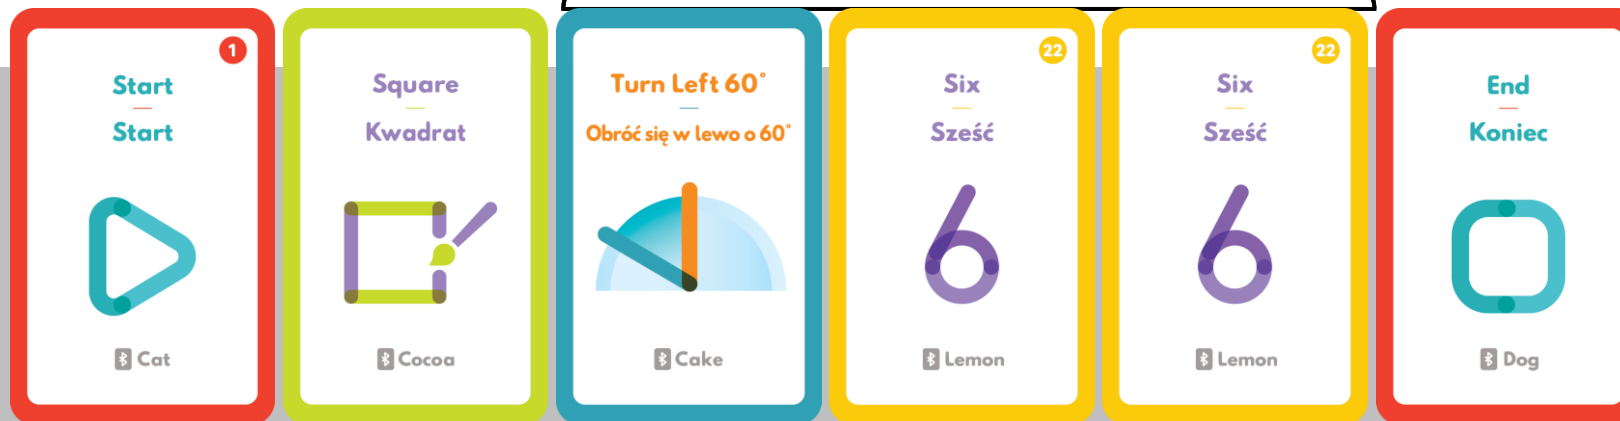 1
Start
Start
Cat
Square
Kwadrat
Cocoa
Turn Left 60°
Obróć się w lewo o 60°
Cake
22
Six
Sześć
6
Lemon
22
Six
Sześć
6
Lemon
End
Koniec
Dog